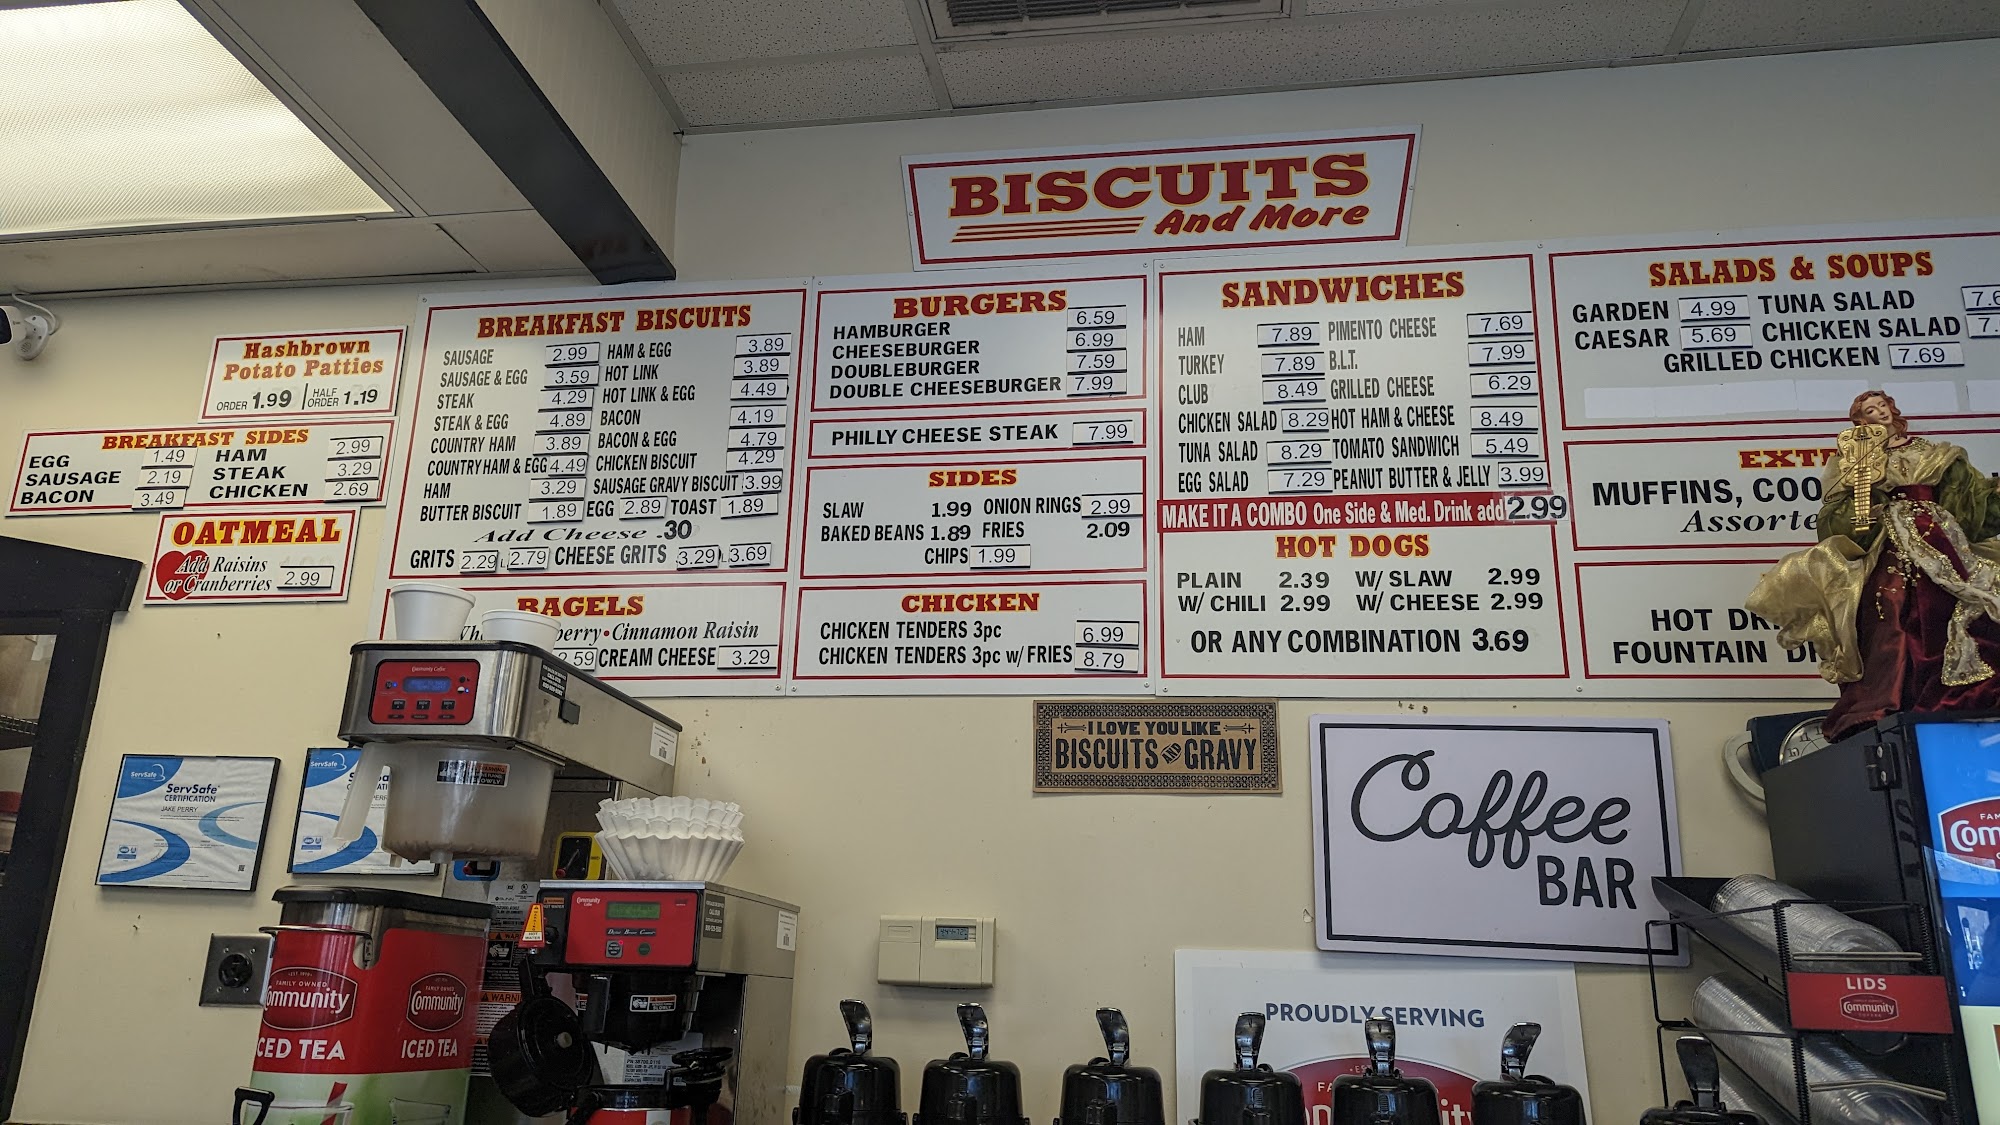 BISCUITS
And More
Hashbrown
Potato Patties
ORDER 1.99 HALF ORDER 1.19
BREAKFAST SIDES
EGG 1.49 HAM 2.99
SAUSAGE 2.19 STEAK 3.29
BACON 3.49 CHICKEN 2.69
OATMEAL
Add Raisins
or Cranberries 2.99
BREAKFAST BISCUITS
SAUSAGE 2.99 HAM & EGG 3.89
SAUSAGE & EGG 3.59 HOT LINK 3.89
STEAK 4.29 HOT LINK & EGG 4.49
STEAK & EGG 4.89 BACON 4.19
COUNTRY HAM 3.89 BACON & EGG 4.79
COUNTRY HAM & EGG 4.49 CHICKEN BISCUIT 4.29
HAM 3.29 SAUSAGE GRAVY BISCUIT 3.99
BUTTER BISCUIT 1.89 EGG 2.89 TOAST 1.89
Add Cheese .30
GRITS 2.29 L 2.79 CHEESE GRITS 3.29 L 3.69
BAGELS
Cinnamon Raisin
2.59 CREAM CHEESE 3.29
BURGERS
HAMBURGER 6.59
CHEESEBURGER 6.99
DOUBLEBURGER 7.59
DOUBLE CHEESEBURGER 7.99
PHILLY CHEESE STEAK 7.99
SIDES
SLAW 1.99 ONION RINGS 2.99
BAKED BEANS 1.89 FRIES 2.09
CHIPS 1.99
CHICKEN
CHICKEN TENDERS 3pc 6.99
CHICKEN TENDERS 3pc w/ FRIES 8.79
SANDWICHES
HAM 7.89 PIMENTO CHEESE 7.69
TURKEY 7.89 B.L.T. 7.99
CLUB 8.49 GRILLED CHEESE 6.29
CHICKEN SALAD 8.29 HOT HAM & CHEESE 8.49
TUNA SALAD 8.29 TOMATO SANDWICH 5.49
EGG SALAD 7.29 PEANUT BUTTER & JELLY 3.99
MAKE IT A COMBO One Side & Med. Drink add 2.99
HOT DOGS
PLAIN 2.39 W/ SLAW 2.99
W/ CHILI 2.99 W/ CHEESE 2.99
OR ANY COMBINATION 3.69
SALADS & SOUPS
GARDEN 4.99 TUNA SALAD
CAESAR 5.69 CHICKEN SALAD
GRILLED CHICKEN 7.69
MUFFINS,
HOT
FOUNTAIN
I LOVE YOU LIKE
BISCUITS AND GRAVY
Coffee
BAR
ServSafe
ServSafe
CERTIFICATION
JAKE PERRY
ServSafe
Community Coffee
EST. 1919
FAMILY OWNED
Community
ICED TEA
FAMILY OWNED
Community
ICED TEA
PROUDLY SERVING
LIDS
Community